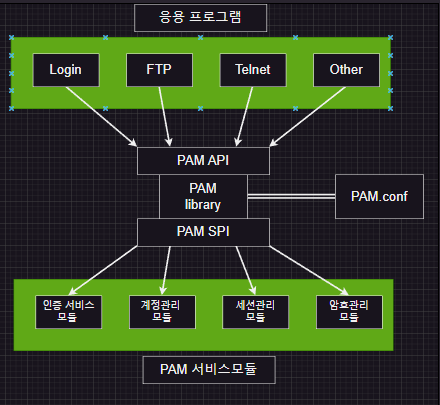 응용 프로그램
Login
FTP
Telnet
Other
PAM API
PAM
library
PAM.conf
PAM SPI
인증 서비스
모듈
계정관리
모듈
세션관리
모듈
암호관리
모듈
PAM 서비스모듈